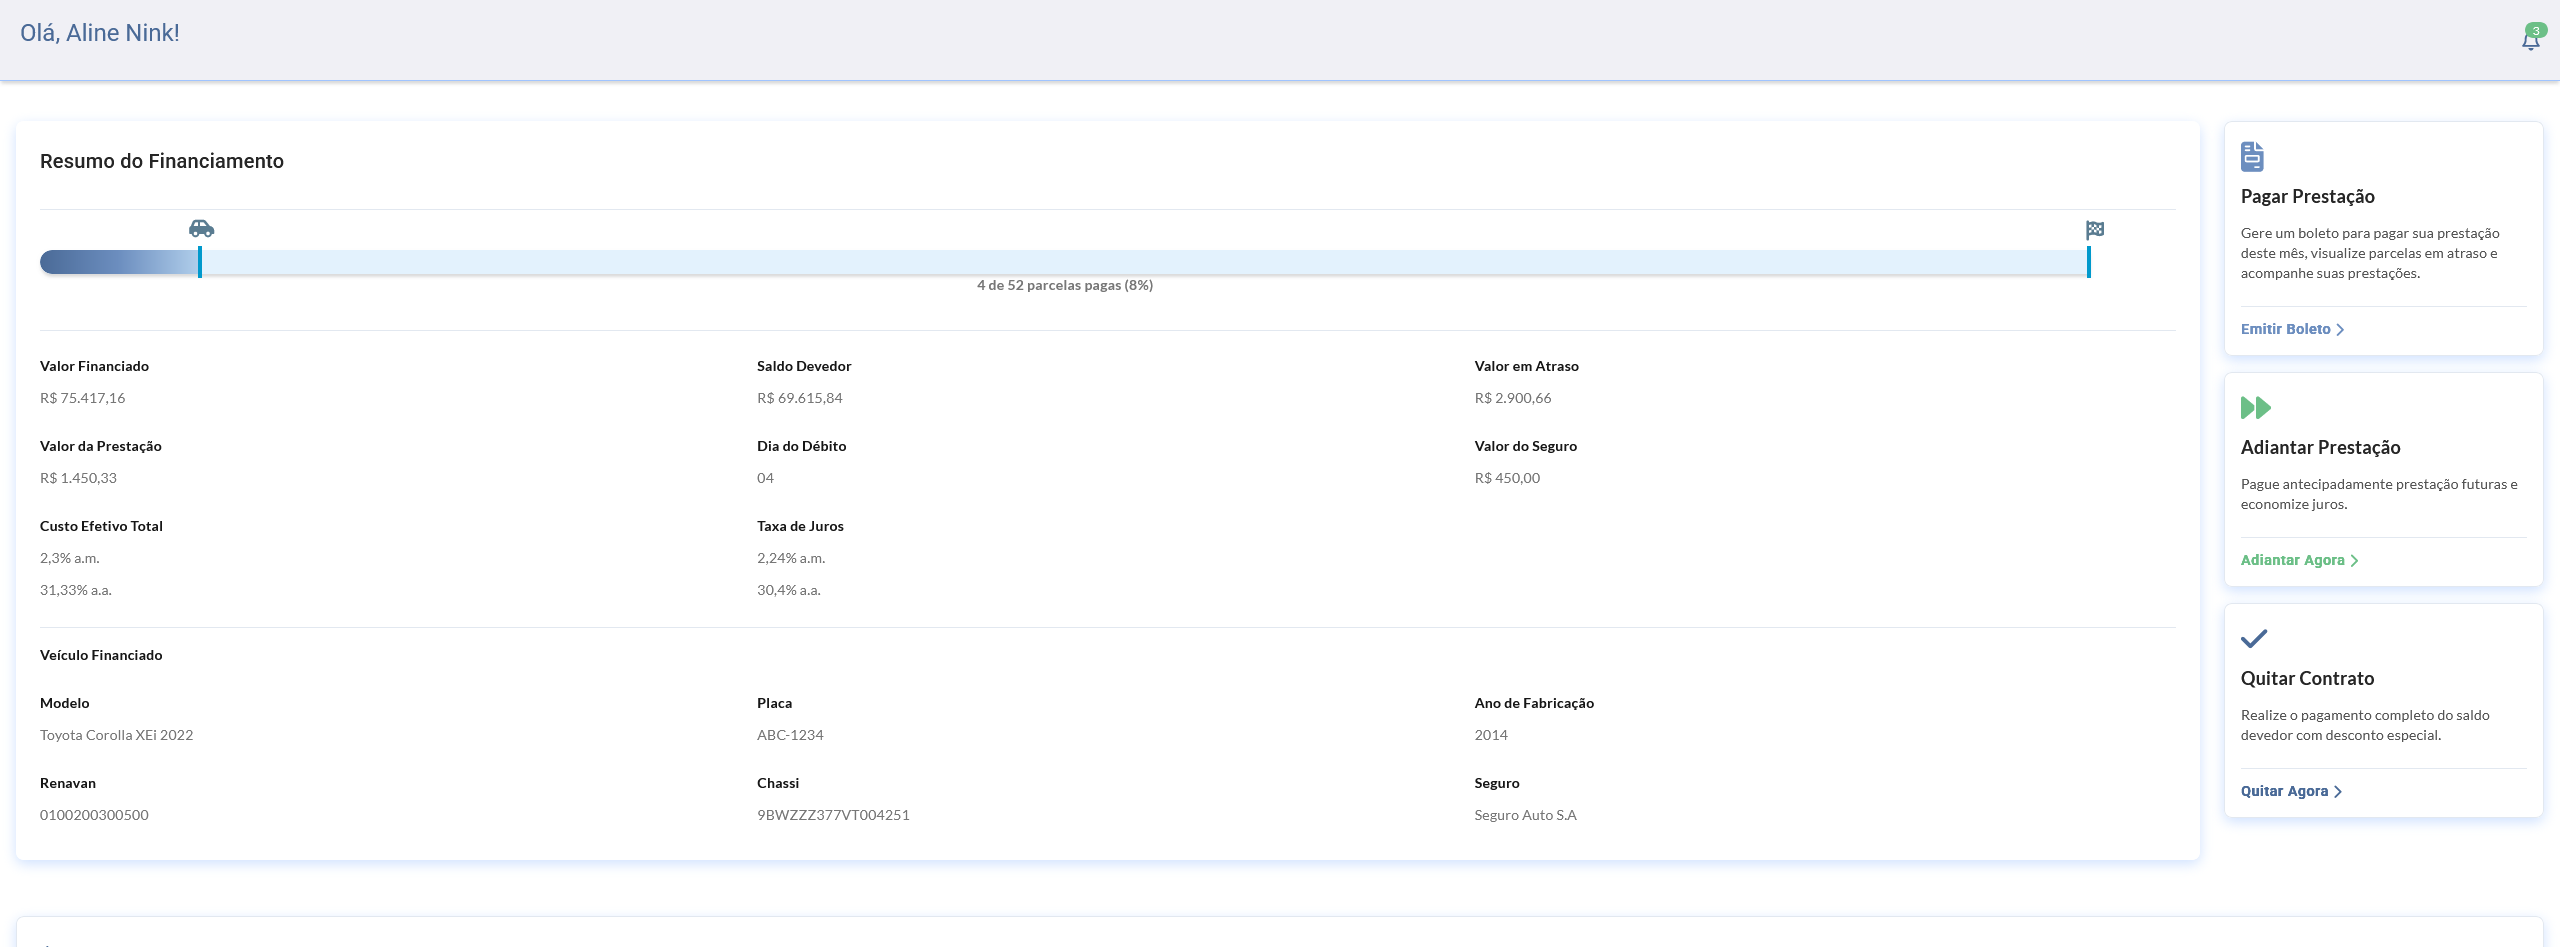 Olá, Aline Nink!
3
Resumo do Financiamento
4 de 52 parcelas pagas (8%)
Valor Financiado
R$ 75.417,16
Saldo Devedor
R$ 69.615,84
Valor em Atraso
R$ 2.900,66
Valor da Prestação
R$ 1.450,33
Dia do Débito
04
Valor do Seguro
R$ 450,00
Custo Efetivo Total
2,3% a.m.
31,33% a.a.
Taxa de Juros
2,24% a.m.
30,4% a.a.
Veículo Financiado
Modelo
Toyota Corolla XEi 2022
Placa
ABC-1234
Ano de Fabricação
2014
Renavan
0100200300500
Chassi
9BWZZZ377VT004251
Seguro
Seguro Auto S.A
Pagar Prestação
Gere um boleto para pagar sua prestação
deste mês, visualize parcelas em atraso e
acompanhe suas prestações.
Emitir Boleto
Adiantar Prestação
Pague antecipadamente prestação futuras e
economize juros.
Adiantar Agora
Quitar Contrato
Realize o pagamento completo do saldo
devedor com desconto especial.
Quitar Agora